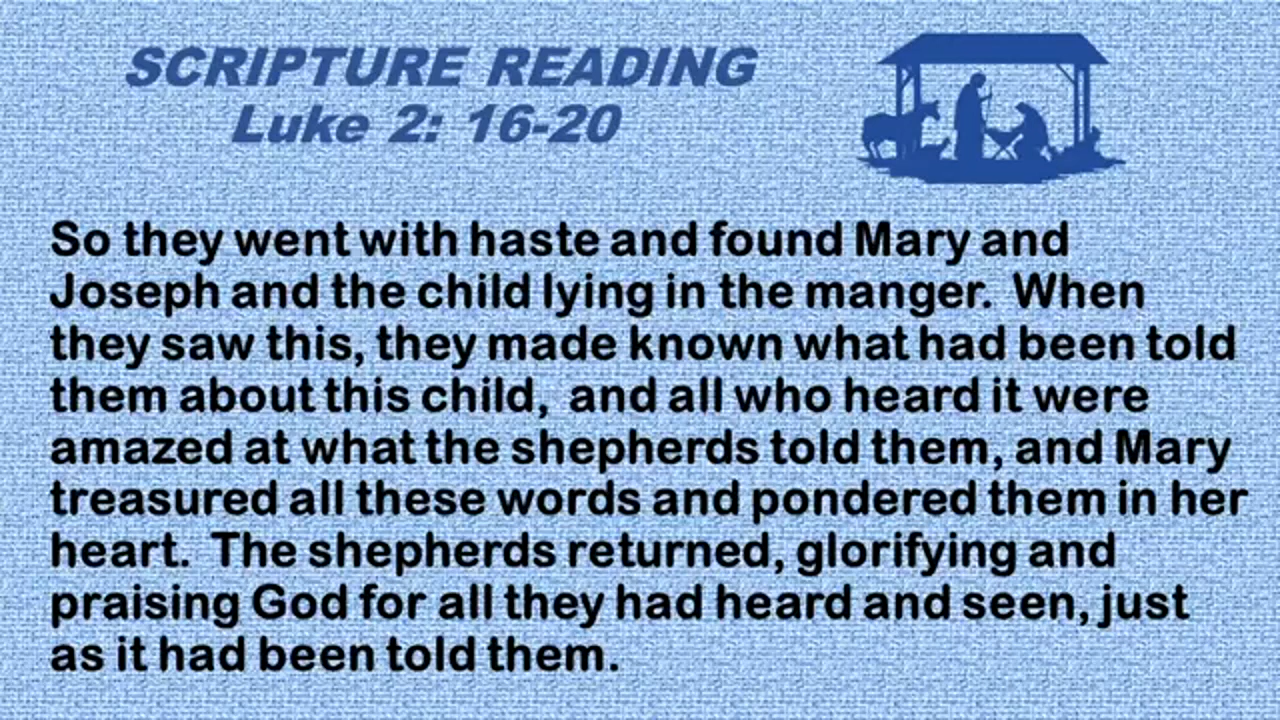 SCRIPTURE READING
Luke 2: 16-20
So they went with haste and found Mary and
Joseph and the child lying in the manger.  When
they saw this, they made known what had been told
them about this child,  and all who heard it were
amazed at what the shepherds told them, and Mary
treasured all these words and pondered them in her
heart.  The shepherds returned, glorifying and
praising God for all they had heard and seen, just
as it had been told them.